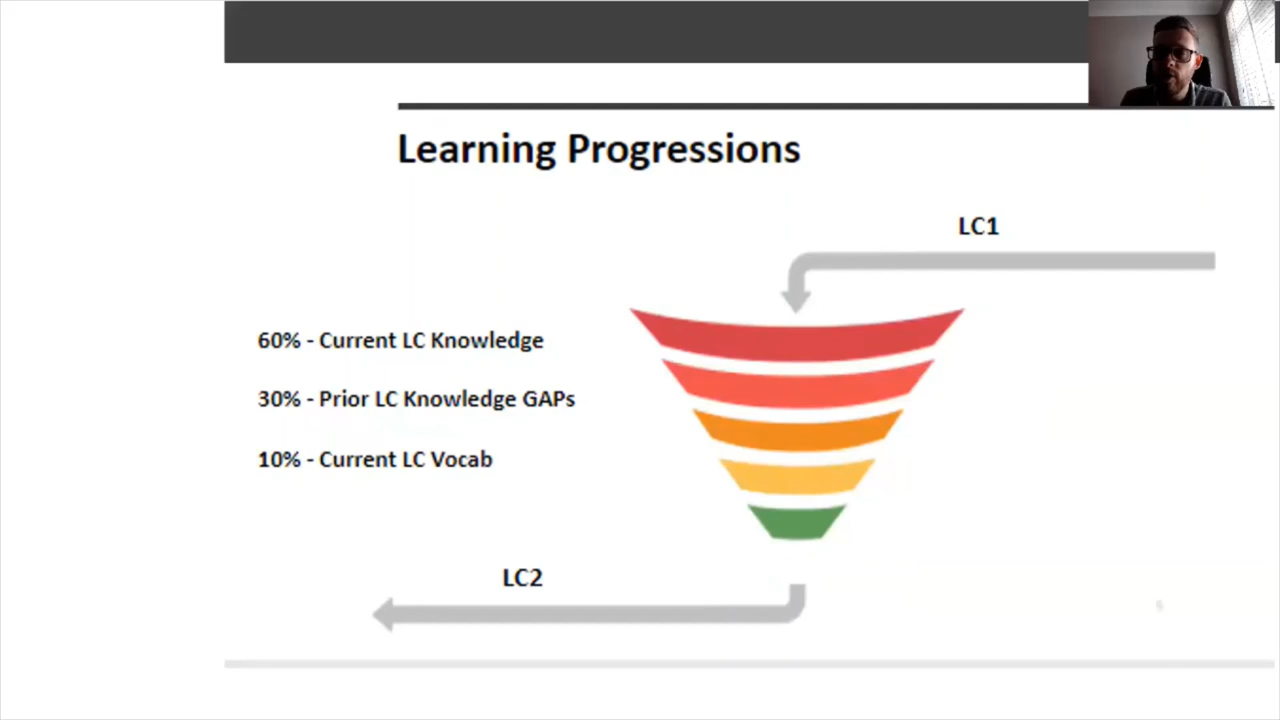 Learning Progressions
LC1
60% - Current LC Knowledge
30% - Prior LC Knowledge GAPs
10% - Current LC Vocab
LC2